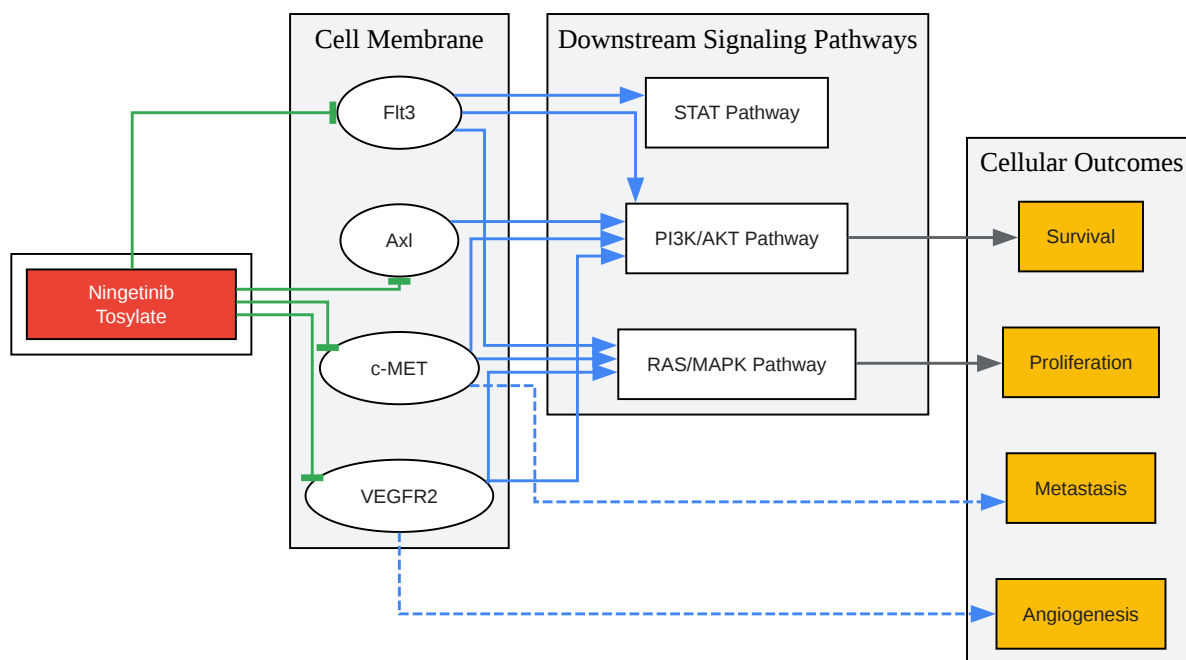 Cell Membrane
Downstream Signaling Pathways
Flt3
STAT Pathway
Cellular Outcomes
Axl
PI3K/AKT Pathway
Survival
Ningetinib
Tosylate
c-MET
RAS/MAPK Pathway
Proliferation
VEGFR2
Metastasis
Angiogenesis